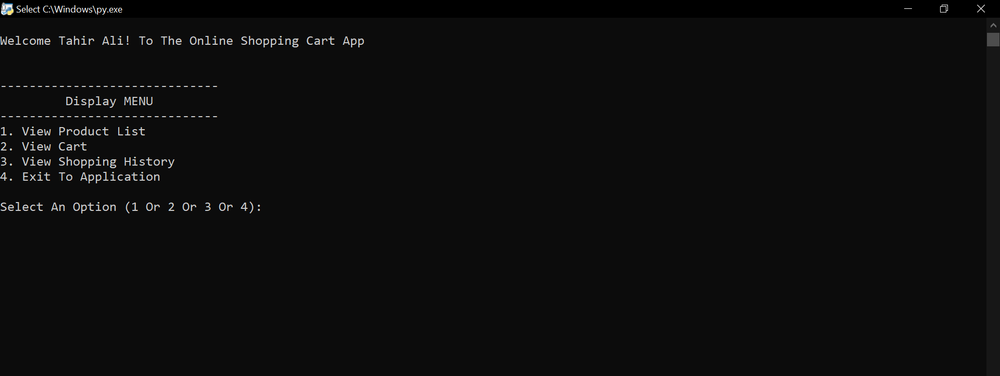 Select C:\Windows\py.exe
Welcome Tahir Ali! To The Online Shopping Cart App
------------------------------
Display MENU
------------------------------
1. View Product List
2. View Cart
3. View Shopping History
4. Exit To Application
Select An Option (1 Or 2 Or 3 Or 4):